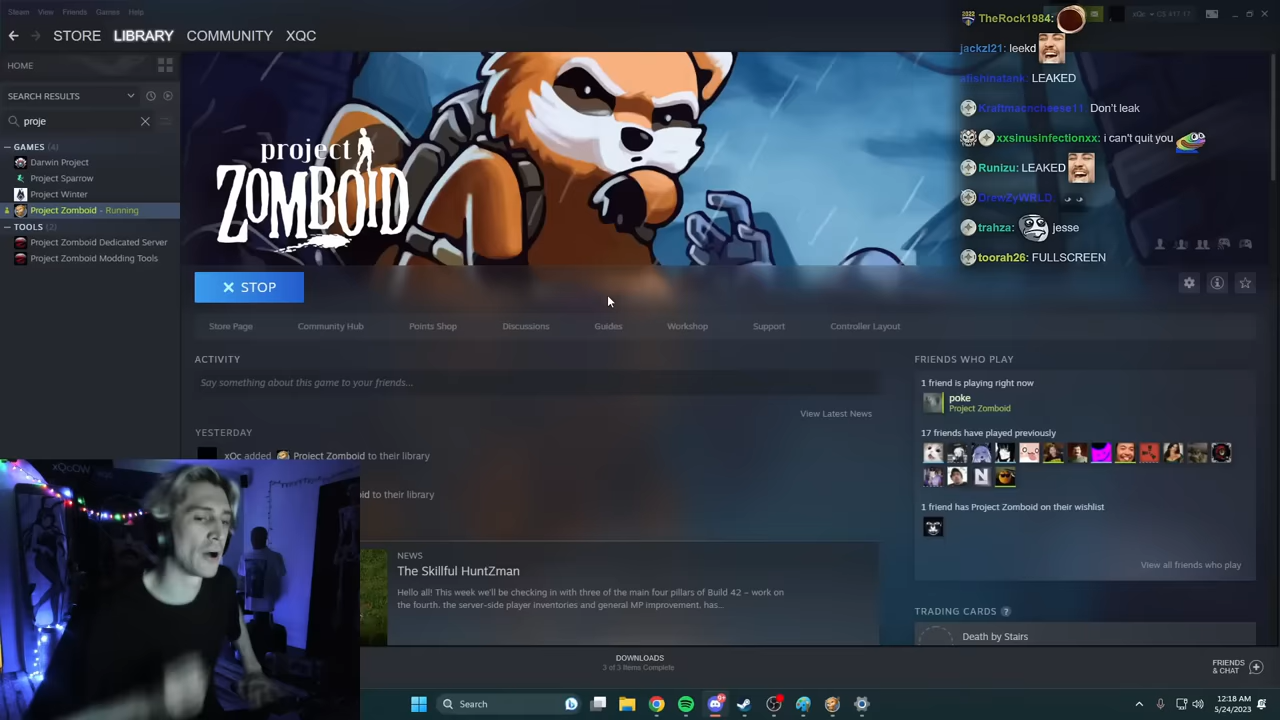 Steam View Friends Games Help
STORE LIBRARY COMMUNITY XQC
HOME
SEARCH RESULTS
proje
GAMES (4)
Darwin Project
Project Sparrow
Project Winter
Project Zomboid - Running
TOOLS (2)
Project Zomboid Dedicated Server
Project Zomboid Modding Tools
project
ZOMBOID
TheRock1984:
jackzl21: leekd
afishinatank: LEAKED
Kraftmacncheese11: Don't leak
xxsinusinfectionxx: i can't quit you
Runizu: LEAKED
DrewZyWRLD:
trahza: jesse
toorah26: FULLSCREEN
STOP
Store Page Community Hub Points Shop Discussions Guides Workshop Support Controller Layout
ACTIVITY
Say something about this game to your friends...
View Latest News
YESTERDAY
xQc added Project Zomboid to their library
to their library
NEWS
The Skillful HuntZman
Hello all! This week we'll be checking in with three of the main four pillars of Build 42 – work on
the fourth, the server-side player inventories and general MP improvement, has...
FRIENDS WHO PLAY
1 friend is playing right now
poke
Project Zomboid
17 friends have played previously
1 friend has Project Zomboid on their wishlist
View all friends who play
TRADING CARDS ?
Death by Stairs
DOWNLOADS
3 of 3 Items Complete
FRIENDS
& CHAT
Search
9+
12:18 AM
5/24/2023